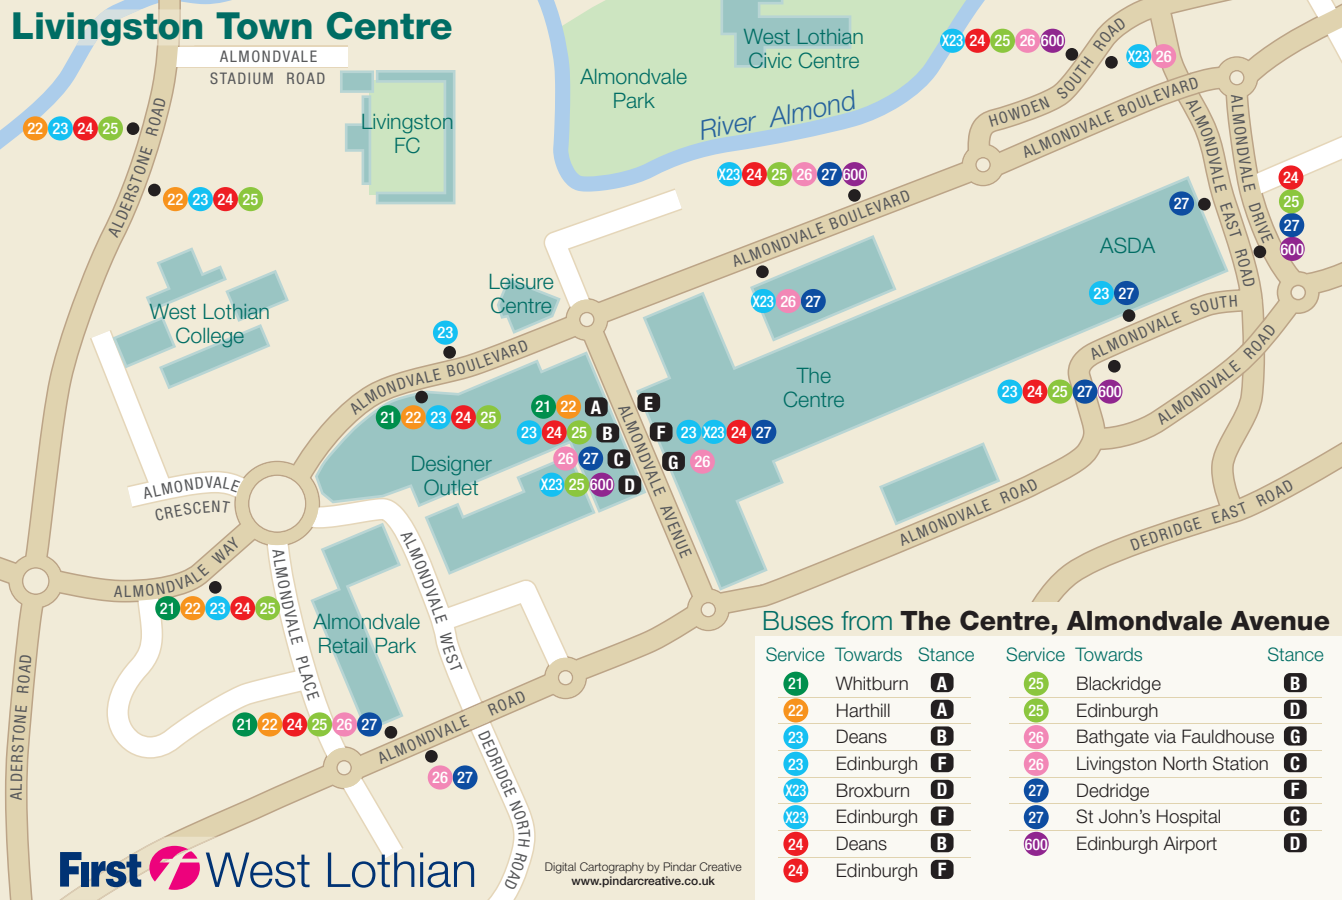 Livingston Town Centre
ALMONDVALE
STADIUM ROAD
Livingston
FC
Almondvale
Park
West Lothian
Civic Centre
River Almond
X23 24 25 26 600
X23 26
HOWDEN SOUTH ROAD
ALMONDVALE BOULEVARD
ALMONDVALE EAST ROAD
ALMONDVALE DRIVE
22 23 24 25
ALDERSTONE ROAD
22 23 24 25
X23 24 25 26 27 600
ALMONDVALE BOULEVARD
27
24
25
27
600
ASDA
West Lothian
College
Leisure
Centre
X23 26 27
23 27
ALMONDVALE SOUTH
23
ALMONDVALE BOULEVARD
The
Centre
23 24 25 27 600
ALMONDVALE ROAD
21 22 23 24 25
21 22 A
23 24 25 B
26 27 C
X23 25 600 D
E
F 23 X23 24 27
G 26
ALMONDVALE AVENUE
Designer
Outlet
ALMONDVALE
CRESCENT
ALMONDVALE ROAD
DEDRIDGE EAST ROAD
ALMONDVALE WAY
21 22 23 24 25
ALMONDVALE PLACE
ALMONDVALE WEST
Almondvale
Retail Park
ALDERSTONE ROAD
21 22 24 25 26 27
ALMONDVALE ROAD
26 27
DEDRIDGE NORTH ROAD
Buses from The Centre, Almondvale Avenue
Service Towards Stance
21 Whitburn A
22 Harthill A
23 Deans B
23 Edinburgh F
X23 Broxburn D
X23 Edinburgh F
24 Deans B
24 Edinburgh F
Service Towards Stance
25 Blackridge B
25 Edinburgh D
26 Bathgate via Fauldhouse G
26 Livingston North Station C
27 Dedridge F
27 St John's Hospital C
600 Edinburgh Airport D
First West Lothian
Digital Cartography by Pindar Creative
www.pindarcreative.co.uk